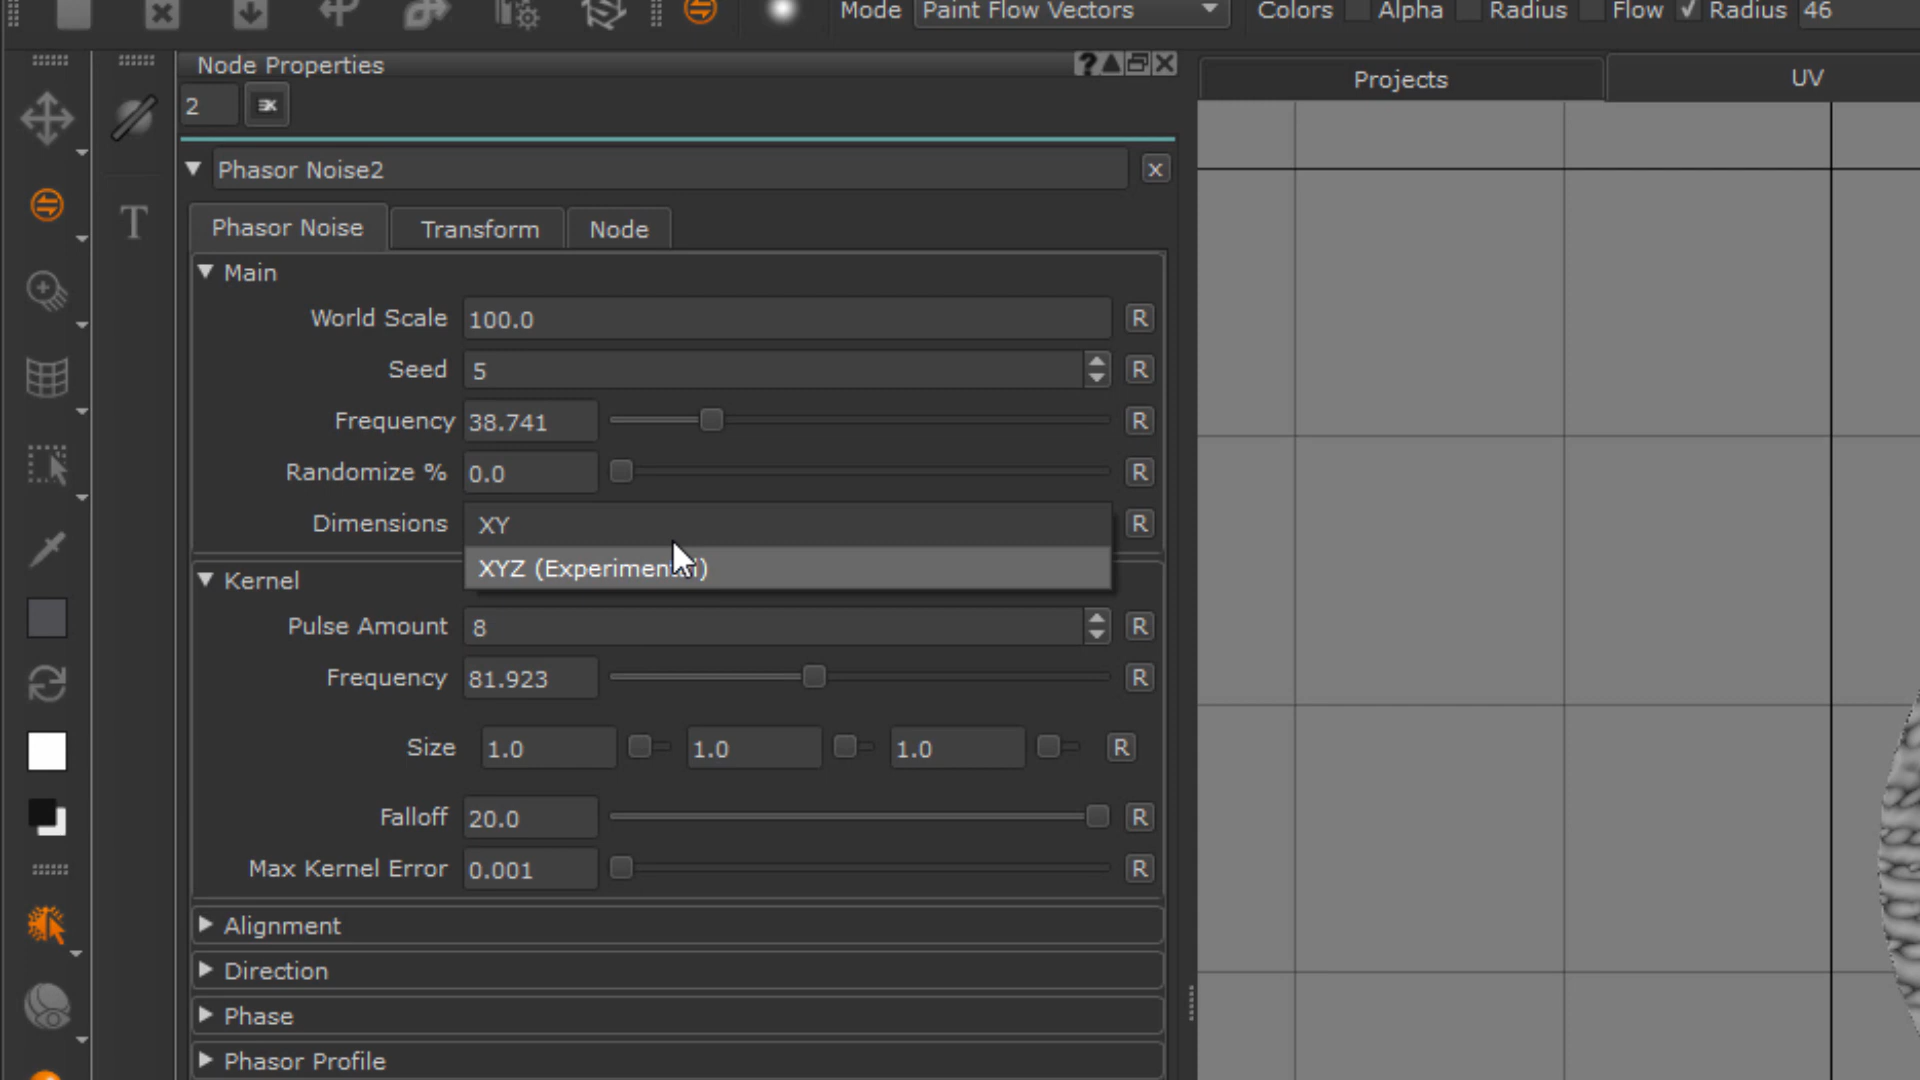 Mode Paint Flow Vectors Colors Alpha Radius Flow Radius 46
Node Properties
Projects UV
2
Phasor Noise2 x
T
Phasor Noise Transform Node
Main
World Scale 100.0 R
Seed 5 R
Frequency 38.741 R
Randomize % 0.0 R
Dimensions XY R
XYZ (Experimental)
Kernel
Pulse Amount 8 R
Frequency 81.923 R
Size 1.0 1.0 1.0 R
Falloff 20.0 R
Max Kernel Error 0.001 R
Alignment
Direction
Phase
Phasor Profile